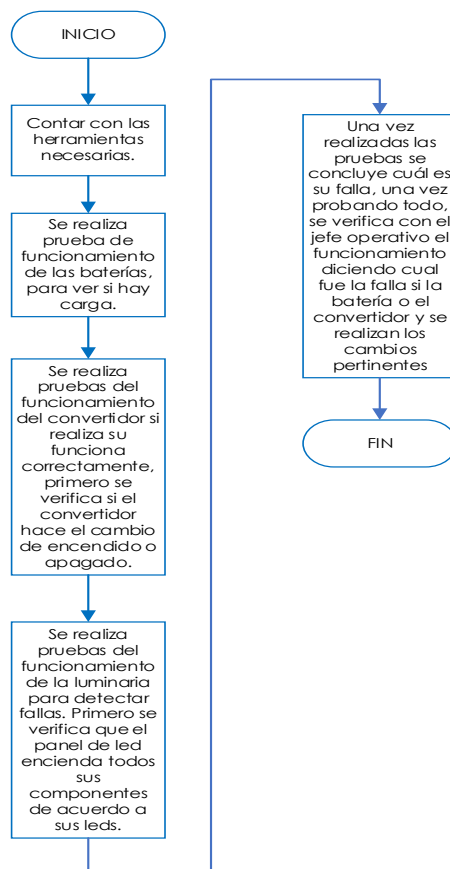 INICIO
Contar con las
herramientas
necesarias.
Se realiza
prueba de
funcionamiento
de las baterías,
para ver si hay
carga.
Se realiza
pruebas del
funcionamiento
del convertidor si
realiza su
funciona
correctamente,
primero se
verifica si el
convertidor
hace el cambio
de encendido o
apagado.
Se realiza
pruebas del
funcionamiento
de la luminaria
para detectar
fallas. Primero se
verifica que el
panel de led
encienda todos
sus
componentes
de acuerdo a
sus leds.
Una vez
realizadas las
pruebas se
concluye cuál es
su falla, una vez
probando todo,
se verifica con el
jefe operativo el
funcionamiento
diciendo cual
fue la falla si la
batería o el
convertidor y se
realizan los
cambios
pertinentes
FIN